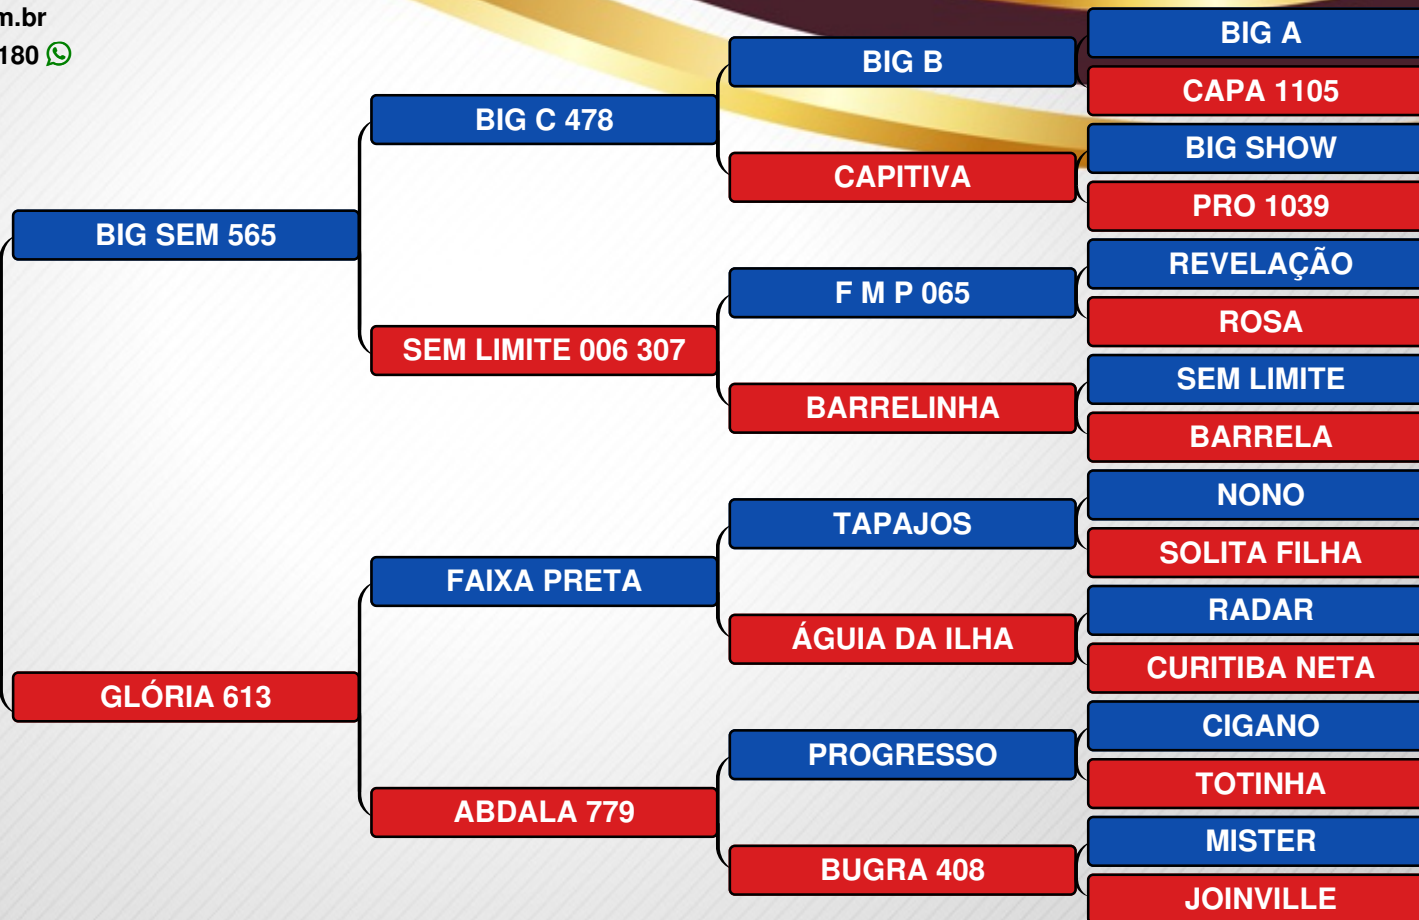 m.br
180
BIG SEM 565
GLÓRIA 613
BIG C 478
SEM LIMITE 006 307
FAIXA PRETA
ABDALA 779
BIG B
CAPITIVA
F M P 065
BARRELINHA
TAPAJOS
ÁGUIA DA ILHA
PROGRESSO
BUGRA 408
BIG A
CAPA 1105
BIG SHOW
PRO 1039
REVELAÇÃO
ROSA
SEM LIMITE
BARRELA
NONO
SOLITA FILHA
RADAR
CURITIBA NETA
CIGANO
TOTINHA
MISTER
JOINVILLE